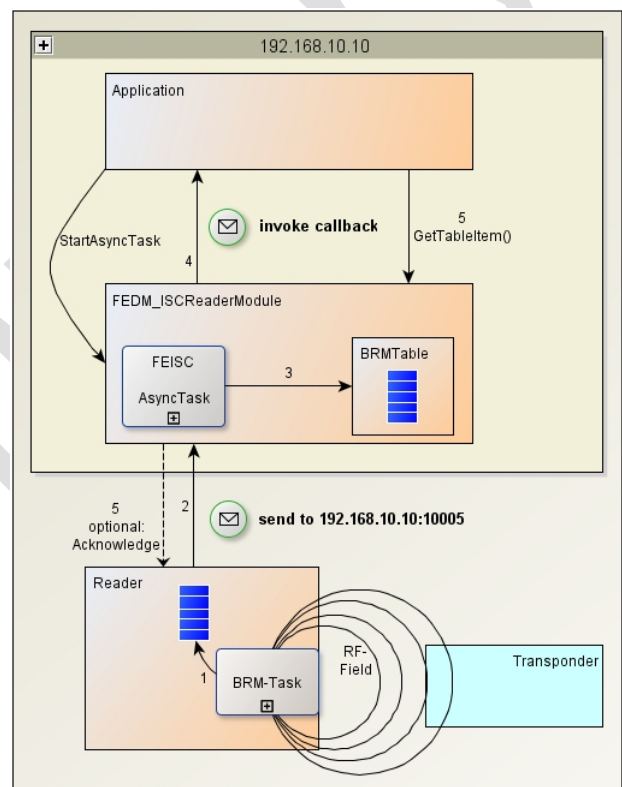 192.168.10.10
Application
StartAsyncTask
4
invoke callback
5
GetTableItem()
FEDM_ISCReaderModule
FEISC
AsyncTask
3
BRMTable
5
optional:
Acknowledge
2
send to 192.168.10.10:10005
Reader
1
BRM-Task
RF-
Field
Transponder